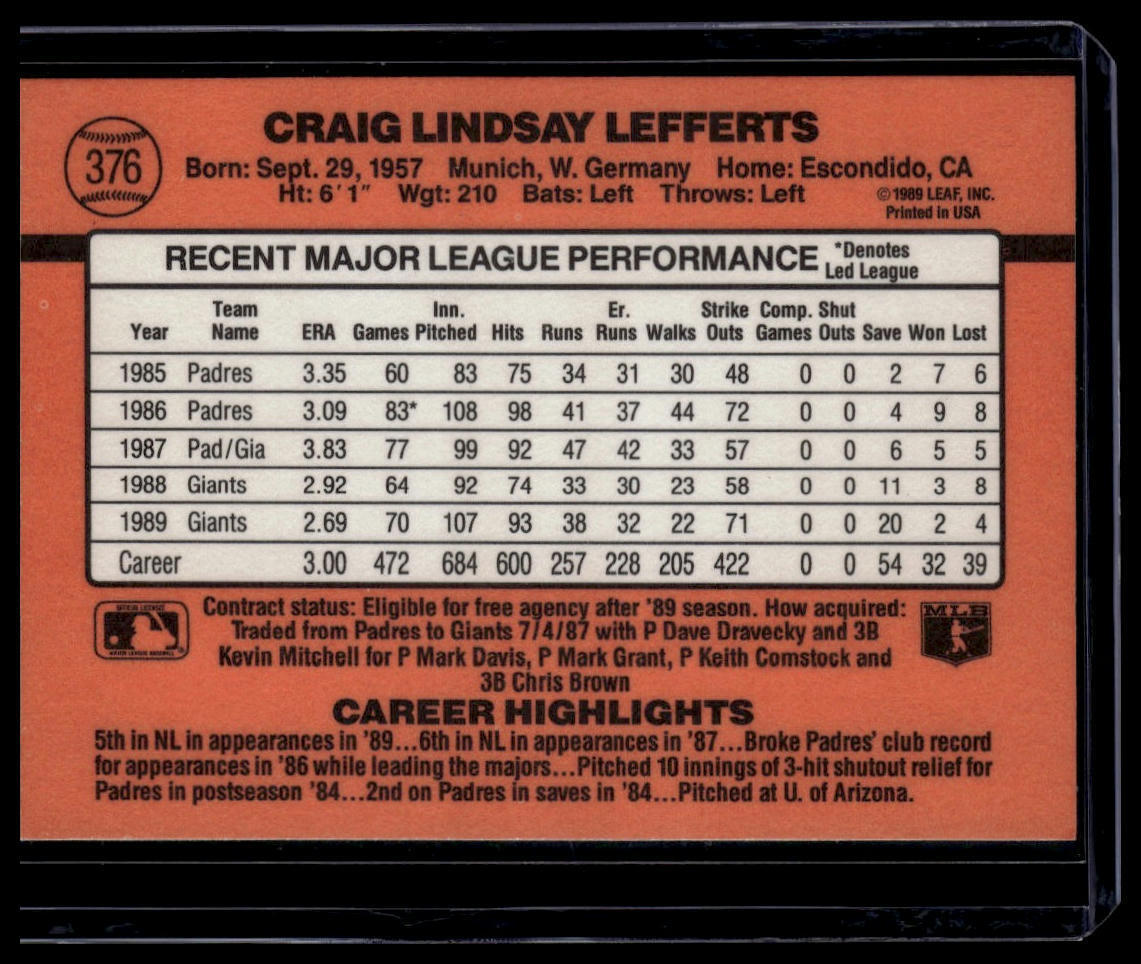 CRAIG LINDSAY LEFFERTS
376
Born: Sept. 29, 1957 Munich, W. Germany Home: Escondido, CA
Ht: 6' 1" Wgt: 210 Bats: Left Throws: Left
©1989 LEAF, INC.
Printed in USA
RECENT MAJOR LEAGUE PERFORMANCE *Denotes Led League
Year Team Name ERA Games Inn. Pitched Hits Runs Er. Runs Walks Strike Outs Comp. Games Shut Outs Save Won Lost
1985 Padres 3.35 60 83 75 34 31 30 48 0 0 2 7 6
1986 Padres 3.09 83* 108 98 41 37 44 72 0 0 4 9 8
1987 Pad/Gia 3.83 77 99 92 47 42 33 57 0 0 6 5 5
1988 Giants 2.92 64 92 74 33 30 23 58 0 0 11 3 8
1989 Giants 2.69 70 107 93 38 32 22 71 0 0 20 2 4
Career 3.00 472 684 600 257 228 205 422 0 0 54 32 39
Contract status: Eligible for free agency after '89 season. How acquired:
Traded from Padres to Giants 7/4/87 with P Dave Dravecky and 3B
Kevin Mitchell for P Mark Davis, P Mark Grant, P Keith Comstock and
3B Chris Brown
MLB
CAREER HIGHLIGHTS
5th in NL in appearances in '89...6th in NL in appearances in '87...Broke Padres' club record
for appearances in '86 while leading the majors...Pitched 10 innings of 3-hit shutout relief for
Padres in postseason '84...2nd on Padres in saves in '84...Pitched at U. of Arizona.